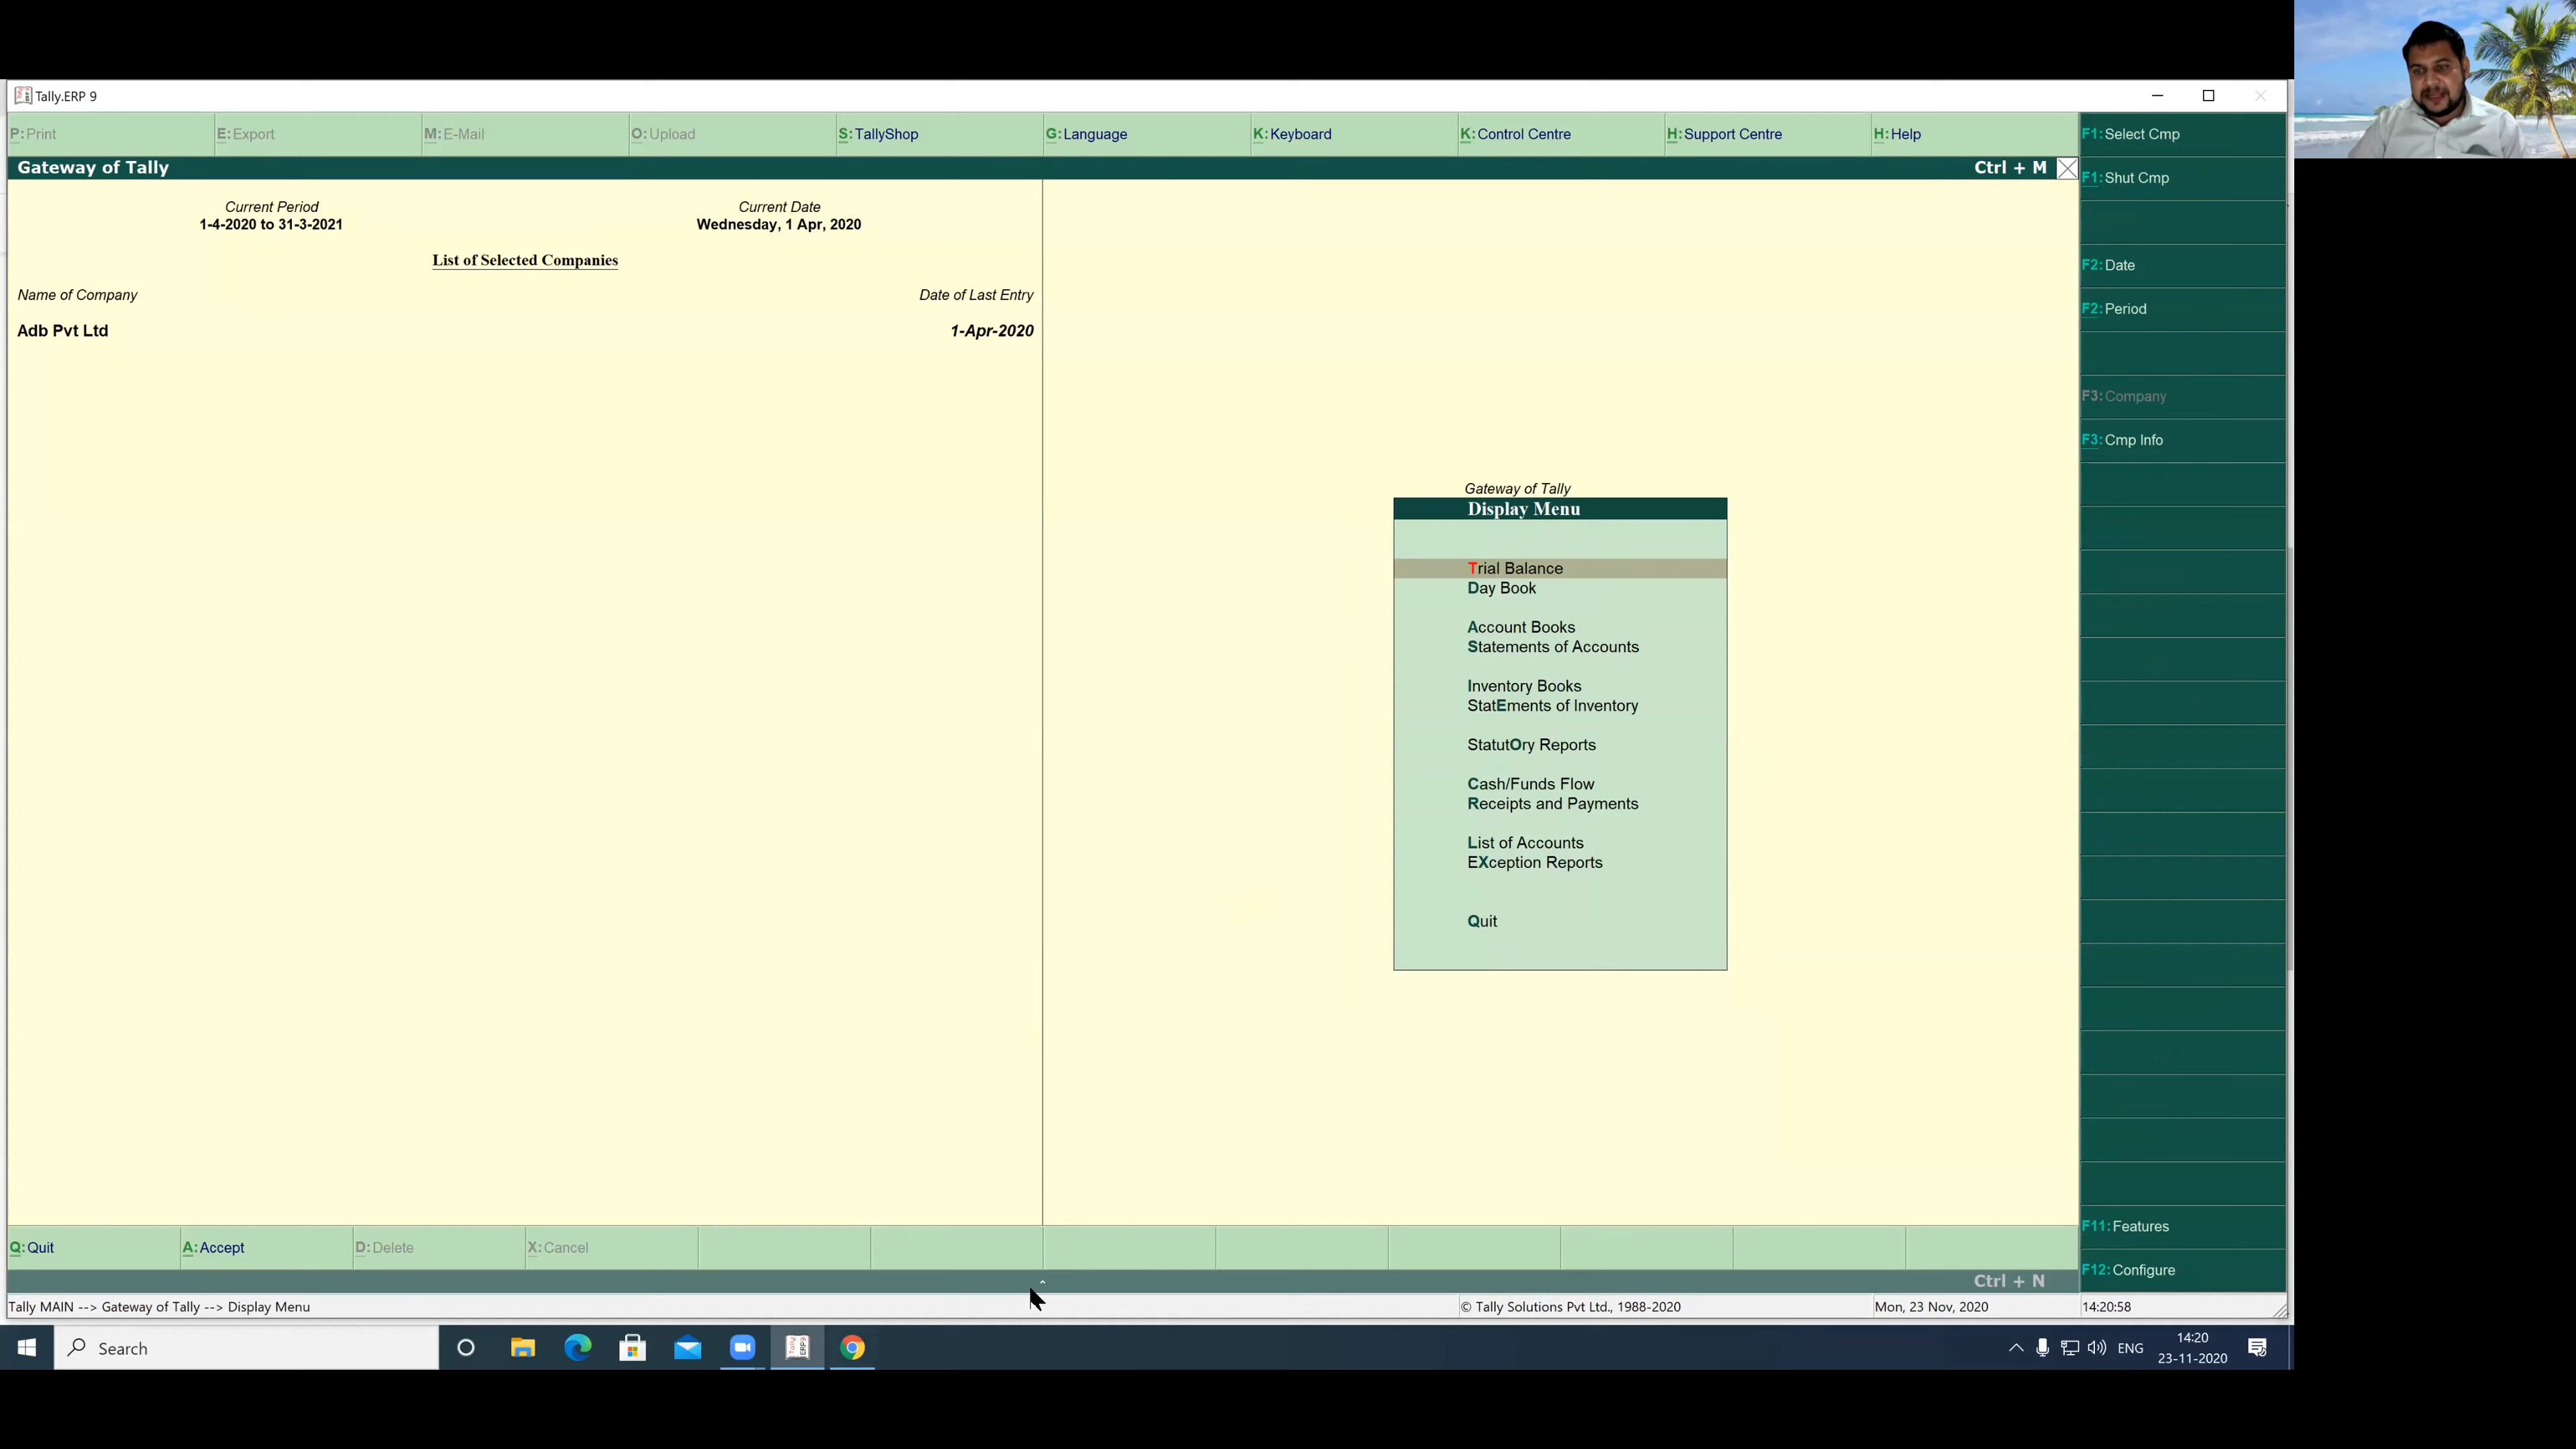 Tally.ERP 9
P: Print E: Export M: E-Mail O: Upload S: TallyShop G: Language K: Keyboard K: Control Centre H: Support Centre H: Help
Gateway of Tally Ctrl + M
Current Period Current Date
1-4-2020 to 31-3-2021 Wednesday, 1 Apr, 2020
List of Selected Companies
Name of Company Date of Last Entry
Adb Pvt Ltd 1-Apr-2020
Gateway of Tally
Display Menu
Trial Balance
Day Book
Account Books
Statements of Accounts
Inventory Books
StatEments of Inventory
StatutOry Reports
Cash/Funds Flow
Receipts and Payments
List of Accounts
EXception Reports
Quit
F1: Select Cmp
F1: Shut Cmp
F2: Date
F2: Period
F3: Company
F3: Cmp Info
F11: Features
F12: Configure
Q: Quit A: Accept D: Delete X: Cancel
Ctrl + N
Tally MAIN --> Gateway of Tally --> Display Menu © Tally Solutions Pvt Ltd., 1988-2020 Mon, 23 Nov, 2020 14:20:58
Search ENG 14:20
23-11-2020